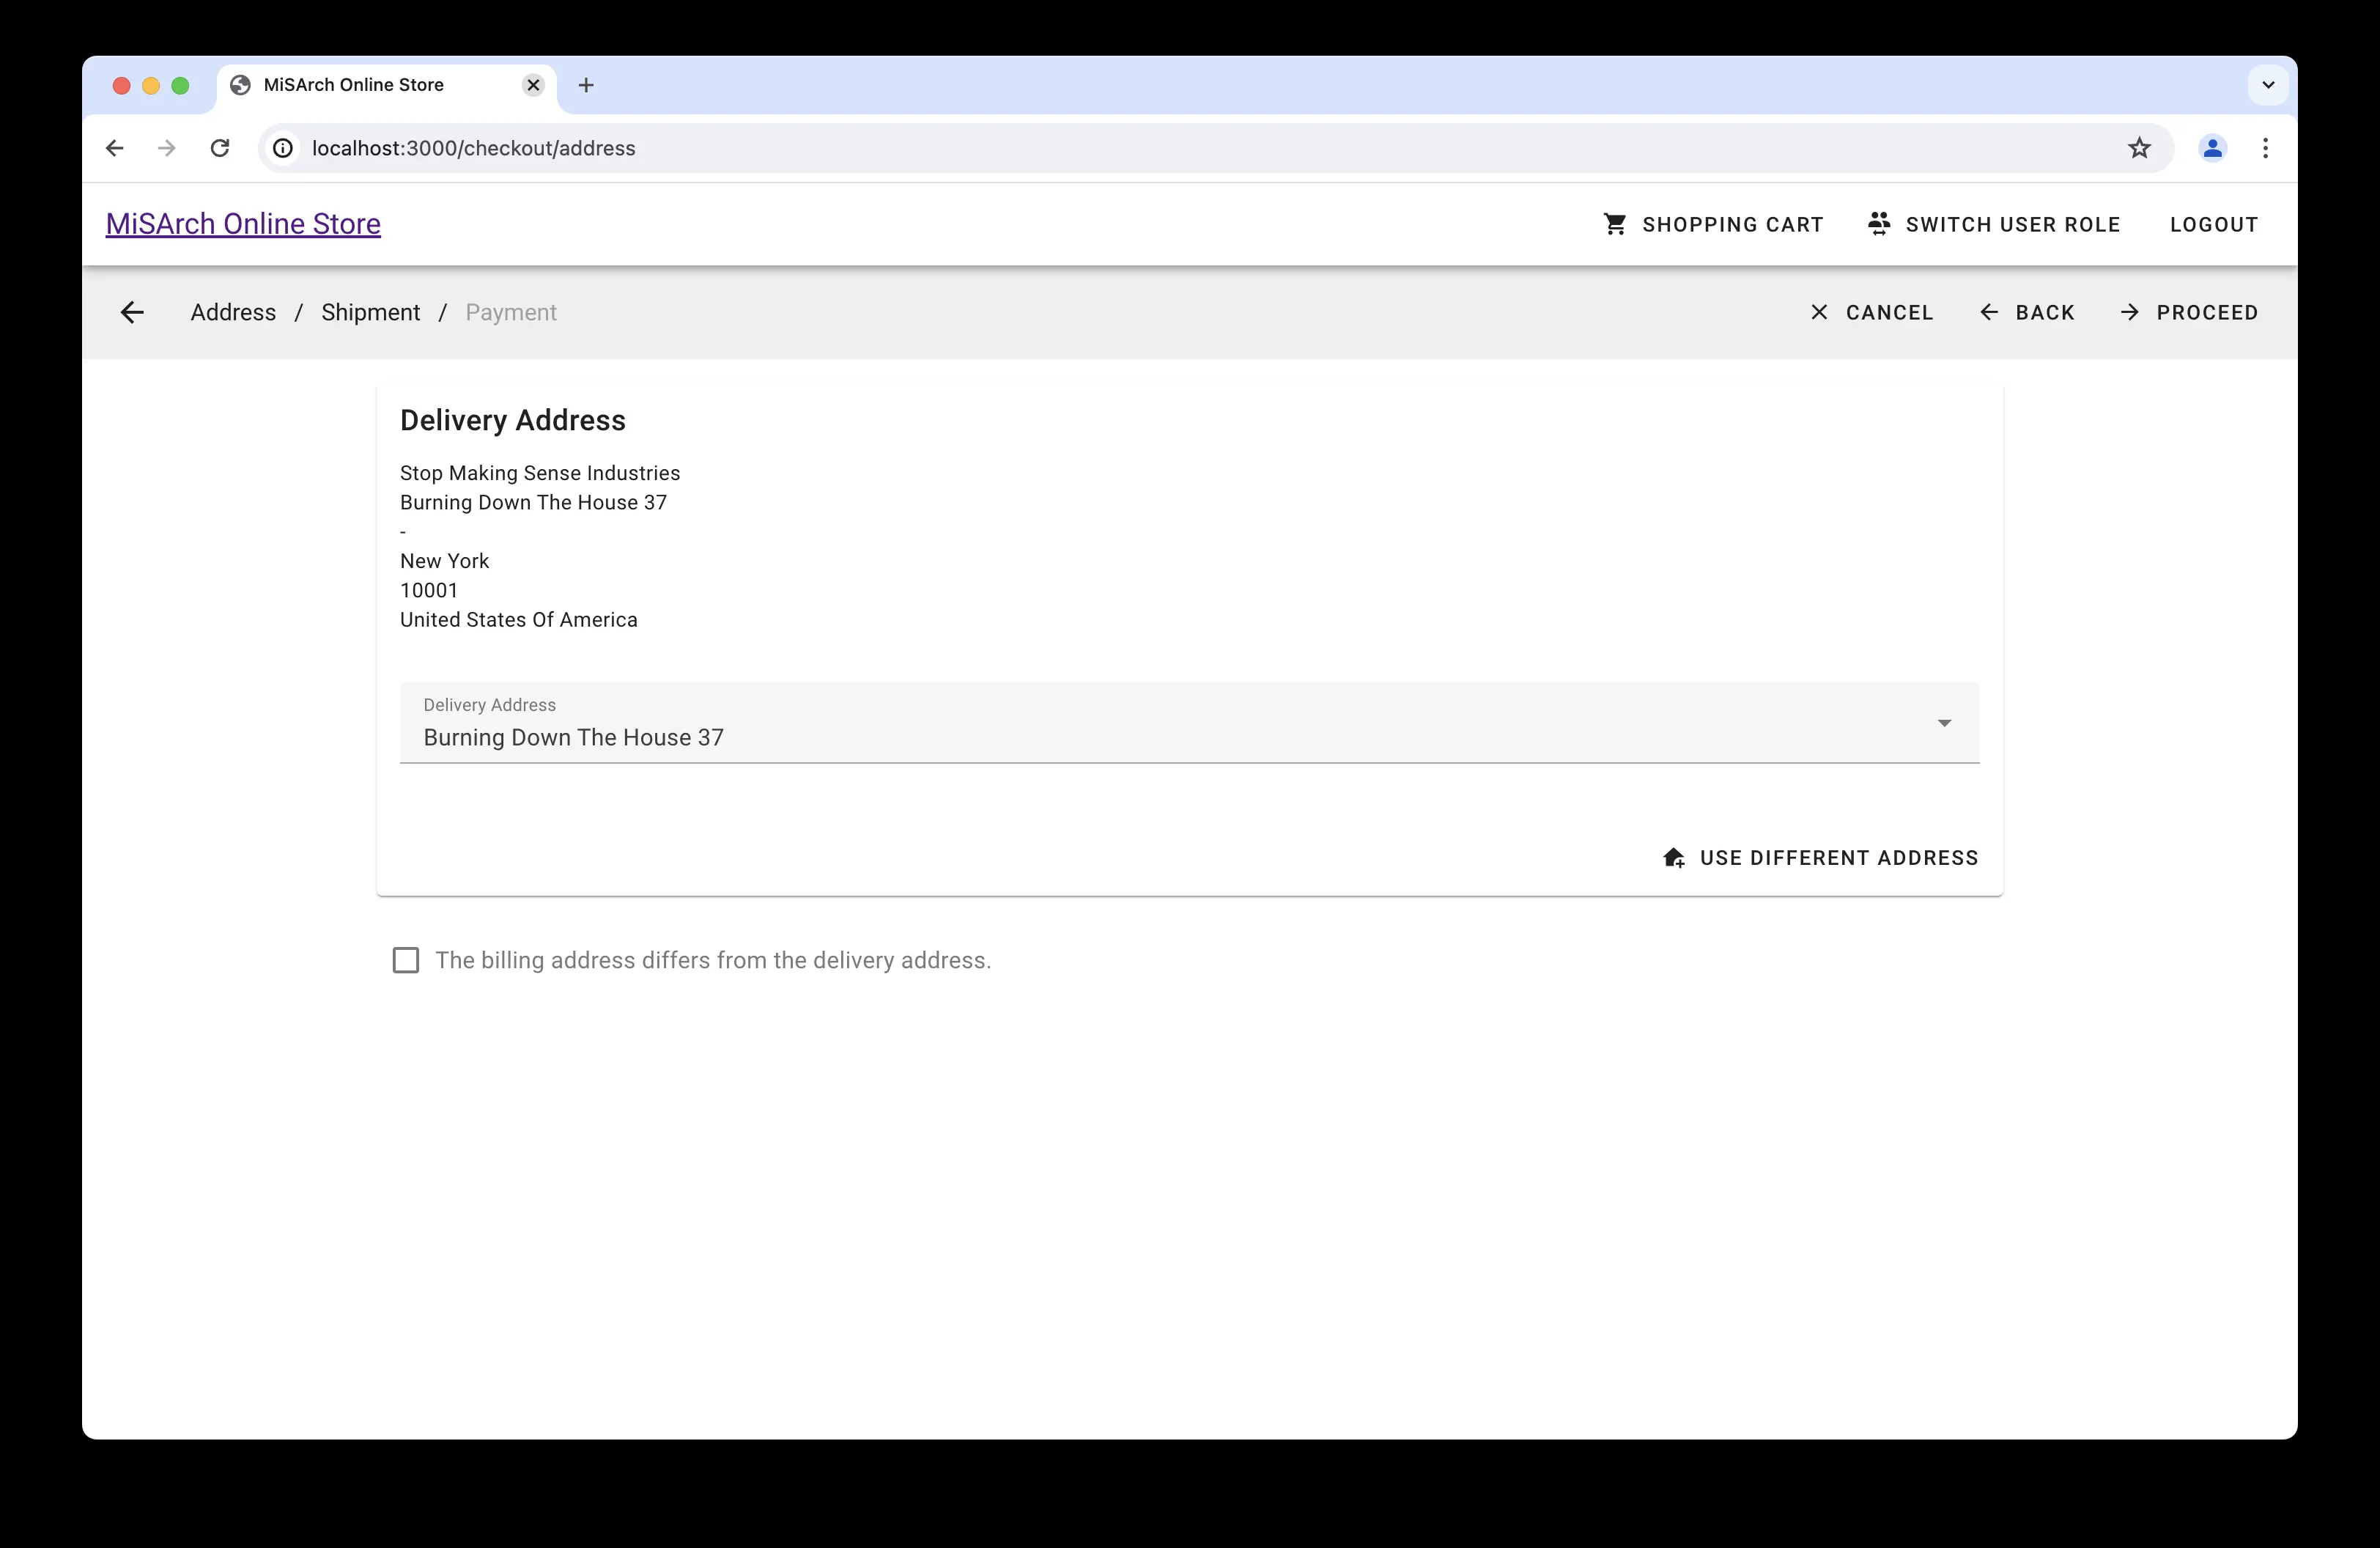 MiSArch Online Store
localhost:3000/checkout/address
MiSArch Online Store
SHOPPING CART
SWITCH USER ROLE
LOGOUT
Address / Shipment / Payment
CANCEL
BACK
PROCEED
Delivery Address
Stop Making Sense Industries
Burning Down The House 37
-
New York
10001
United States Of America
Delivery Address
Burning Down The House 37
USE DIFFERENT ADDRESS
The billing address differs from the delivery address.